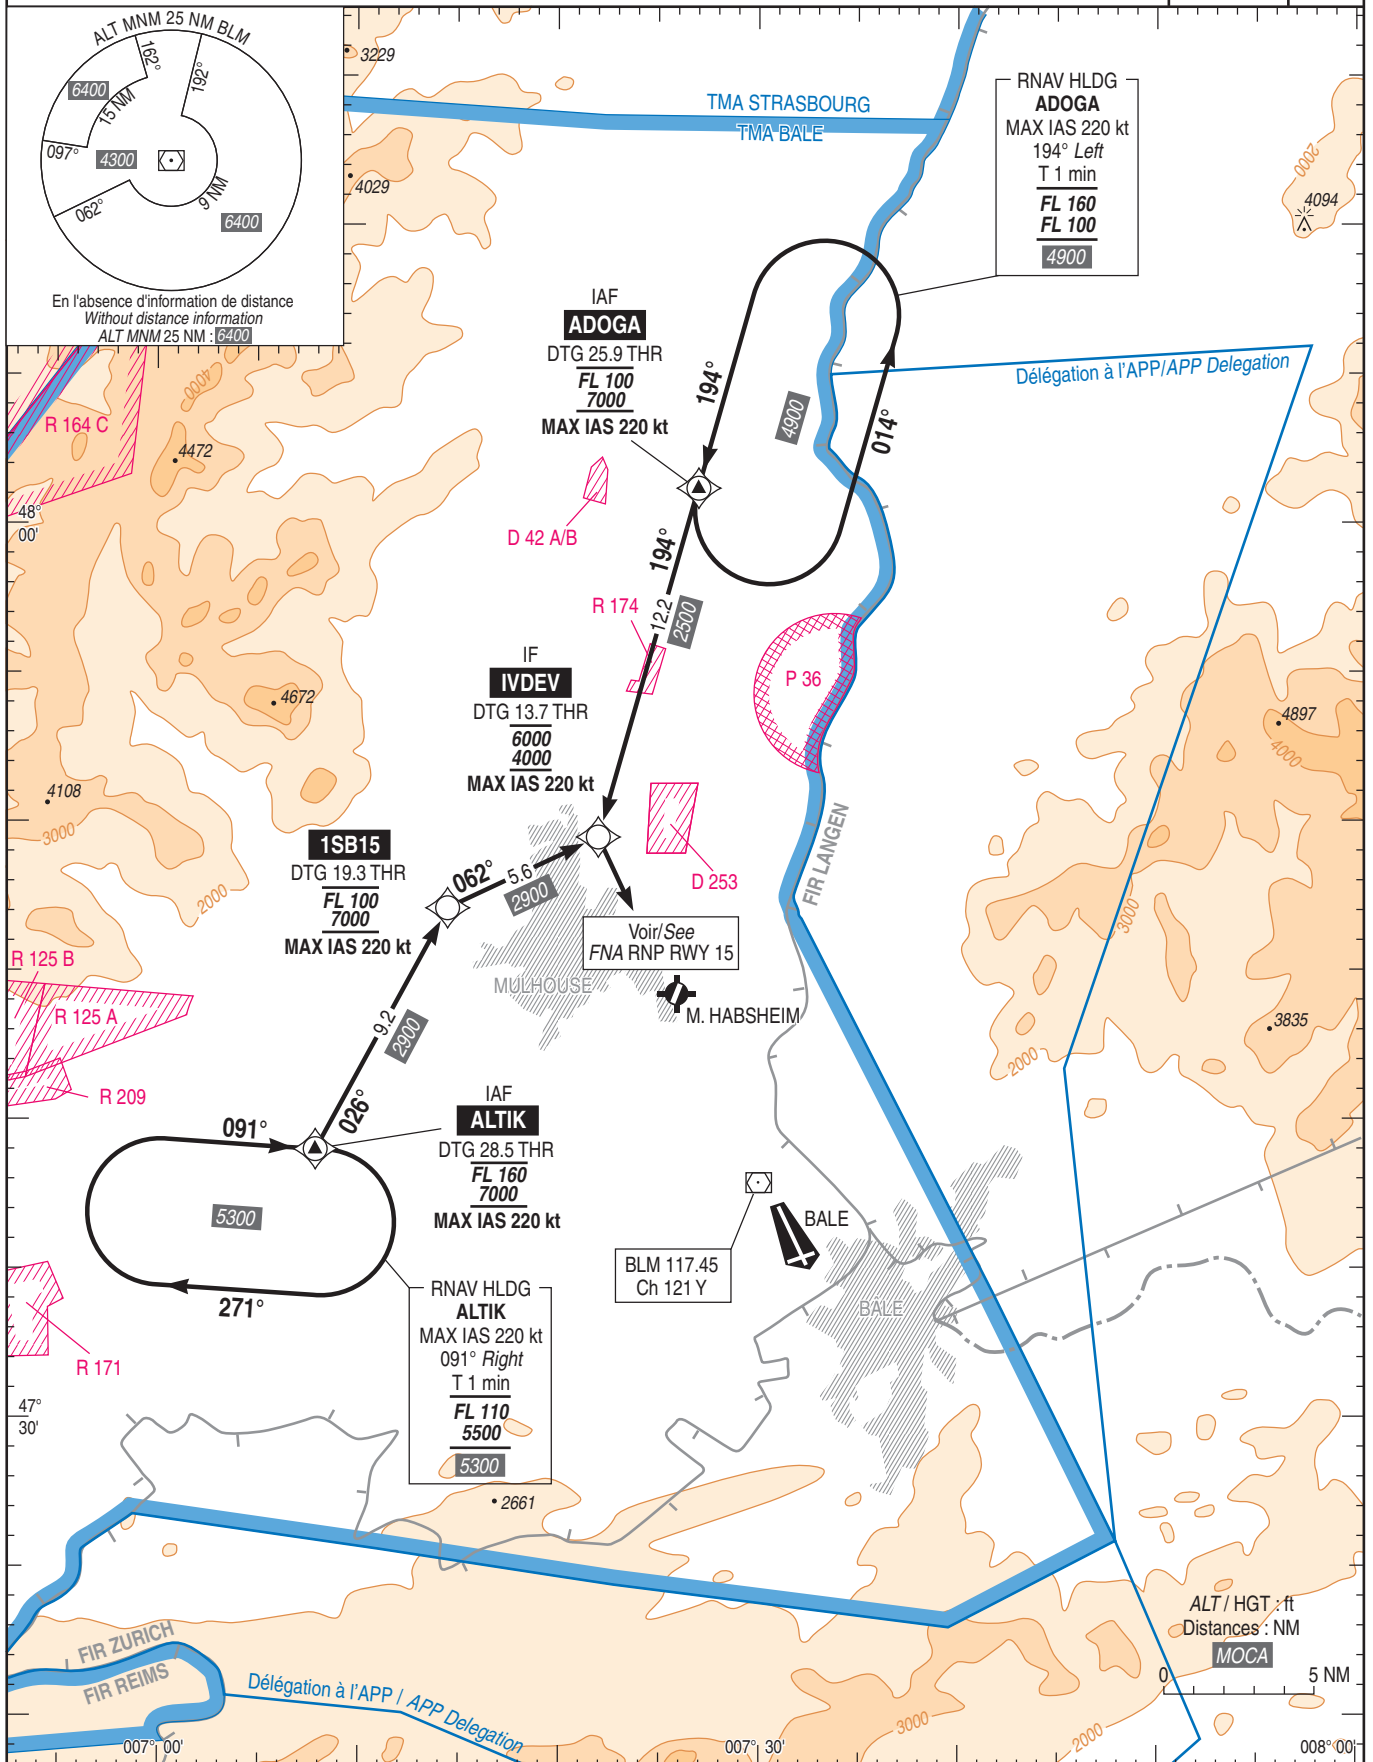 ALT MNM 25 NM BLM
162°
192°
6400
15 NM
097°
4300
062°
9 NM
6400
En l'absence d'information de distance
Without distance information
ALT MNM 25 NM : 6400
3229
4029
TMA STRASBOURG
TMA BALE
RNAV HLDG
ADOGA
MAX IAS 220 kt
194° Left
T 1 min
FL 160
FL 100
4900
2000
4094
IAF
ADOGA
DTG 25.9 THR
FL 100
7000
MAX IAS 220 kt
194°
4900
014°
Délégation à l'APP/APP Delegation
4000
R 164 C
4472
48°
00'
D 42 A/B
194°
12.2
2500
R 174
P 36
IF
IVDEV
DTG 13.7 THR
6000
4000
MAX IAS 220 kt
4672
4897
4000
4108
3000
2000
1SB15
DTG 19.3 THR
FL 100
7000
MAX IAS 220 kt
062°
5.6
2900
D 253
FIR LANGEN
3000
Voir/See
FNA RNP RWY 15
MULHOUSE
M. HABSHEIM
R 125 B
R 125 A
R 209
9.2
2900
026°
3835
2000
IAF
ALTIK
DTG 28.5 THR
FL 160
7000
MAX IAS 220 kt
091°
5300
271°
BALE
BLM 117.45
Ch 121 Y
BALE
RNAV HLDG
ALTIK
MAX IAS 220 kt
091° Right
T 1 min
FL 110
5500
5300
R 171
47°
30'
2661
ALT / HGT : ft
Distances : NM
MOCA
0
5 NM
FIR ZURICH
FIR REIMS
Délégation à l'APP / APP Delegation
3000
2000
007° 00'
007° 30'
008° 00'